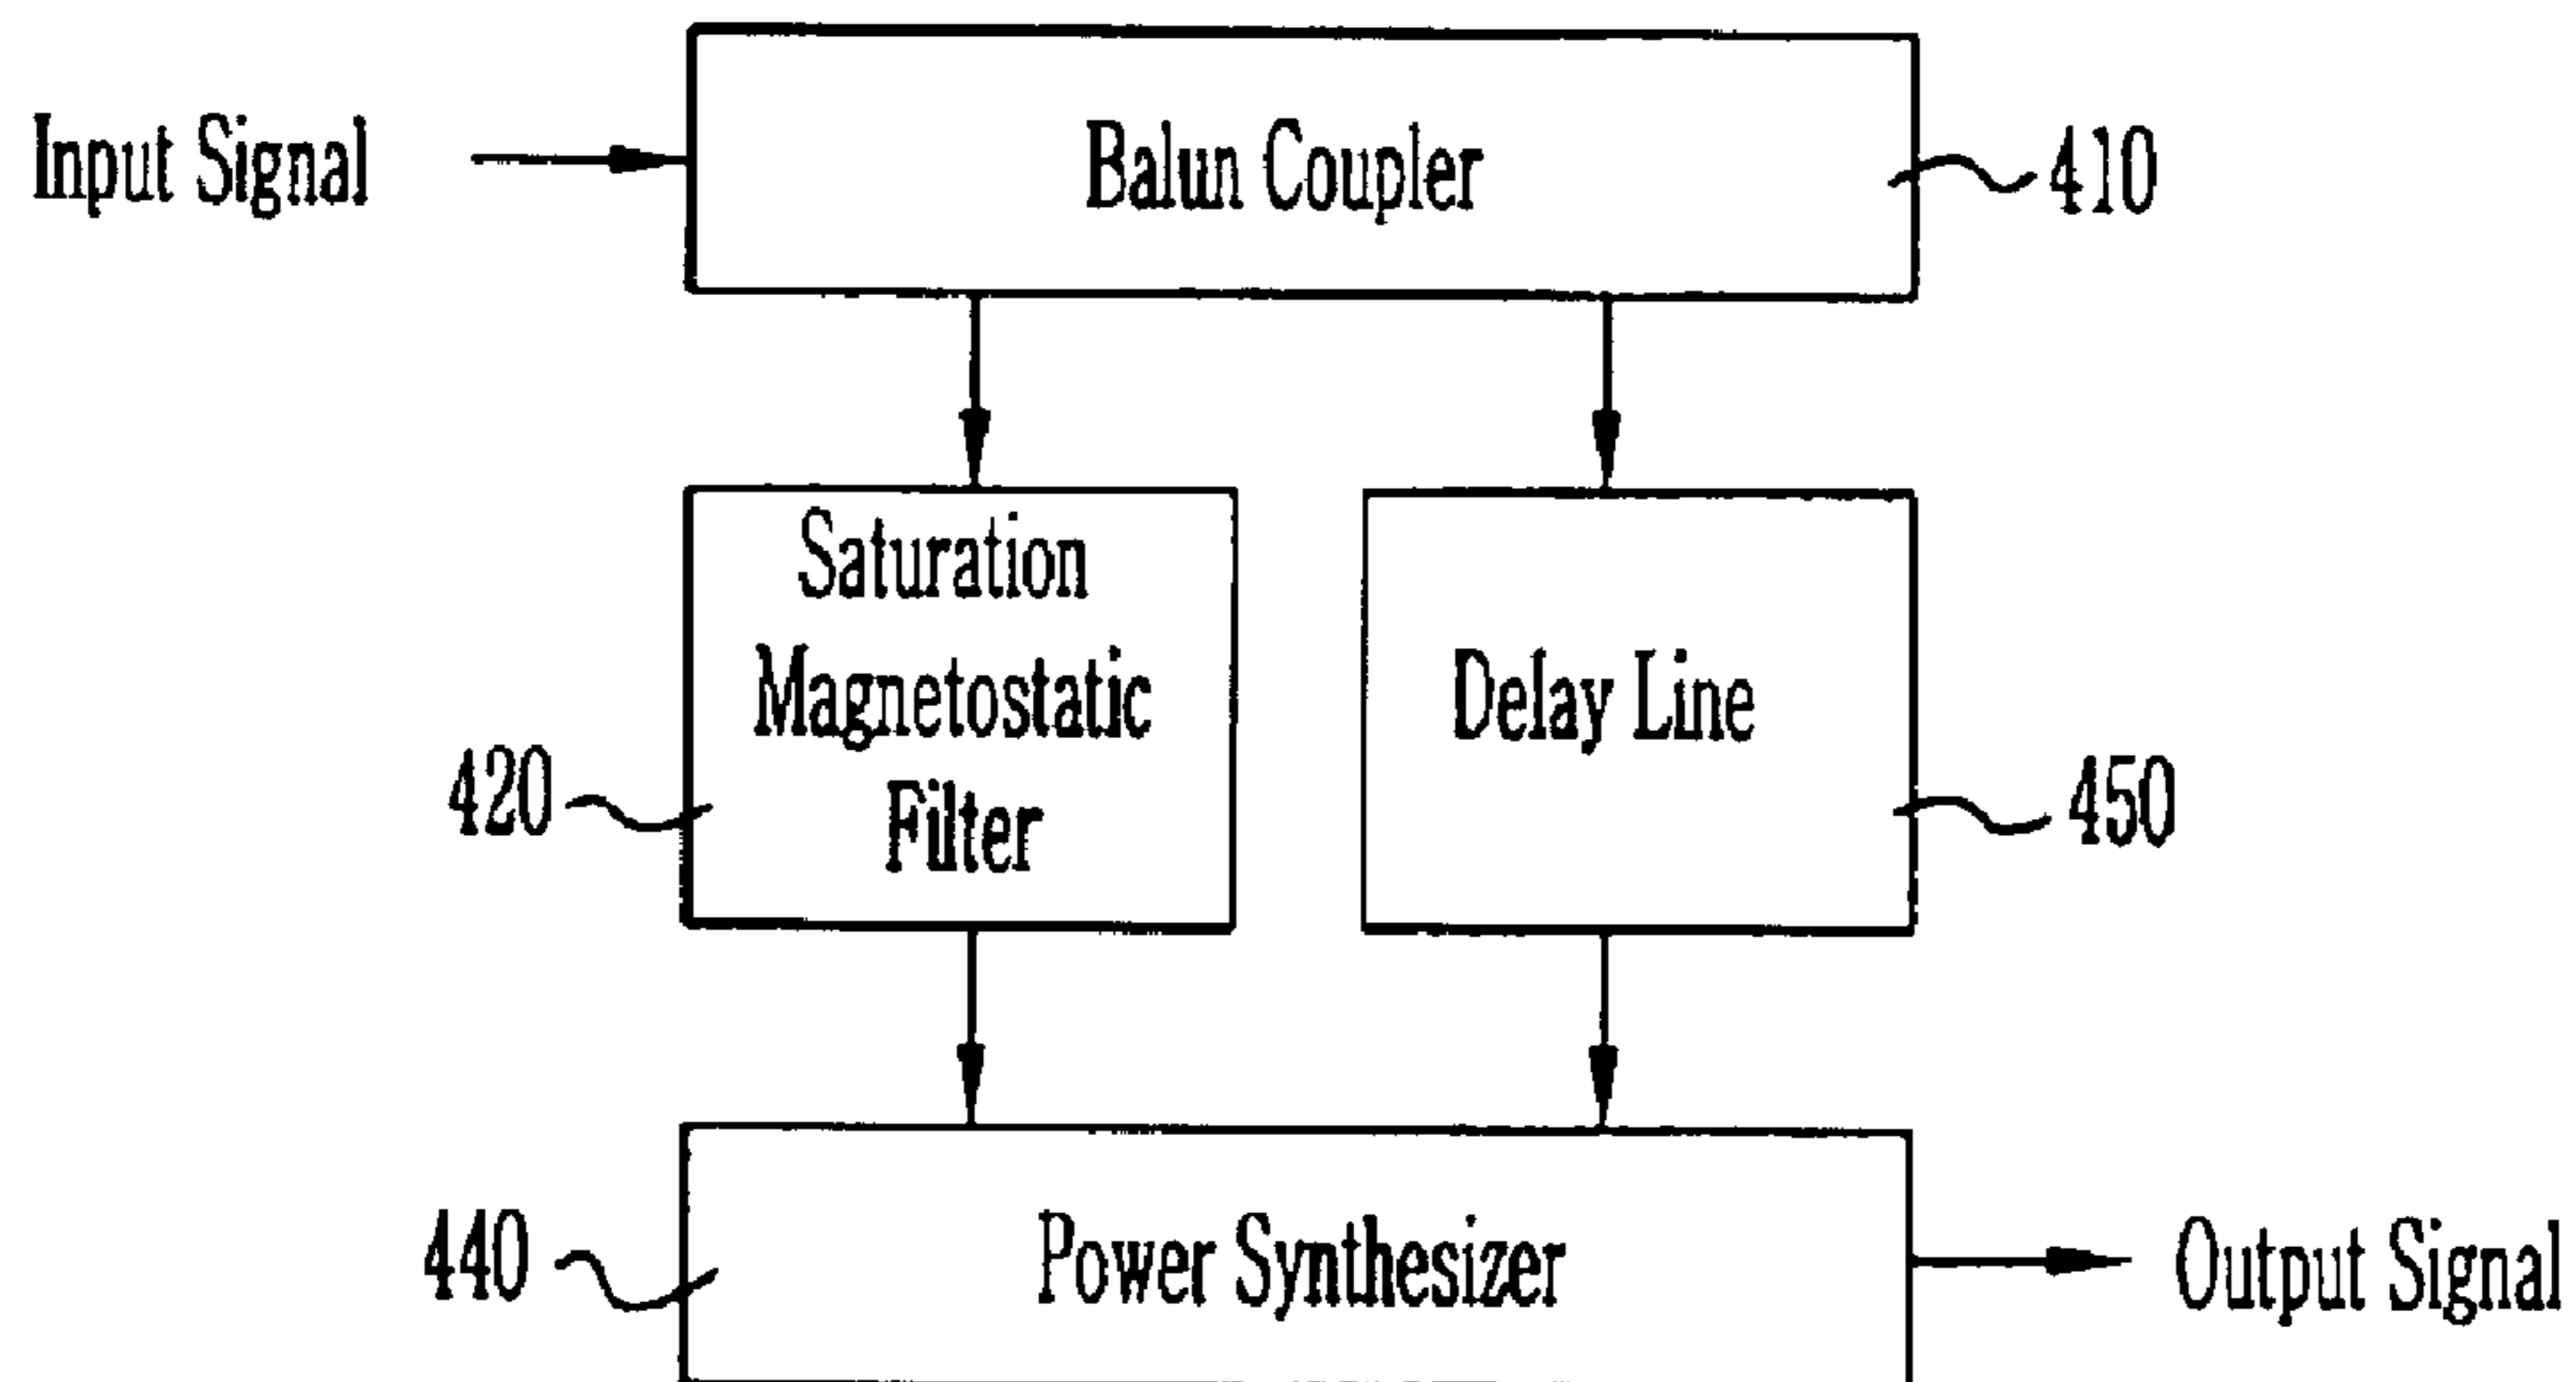 Input Signal
Balun Coupler
410
Saturation
Magnetostatic
Filter
Delay Line
420
450
440
Power Synthesizer
Output Signal